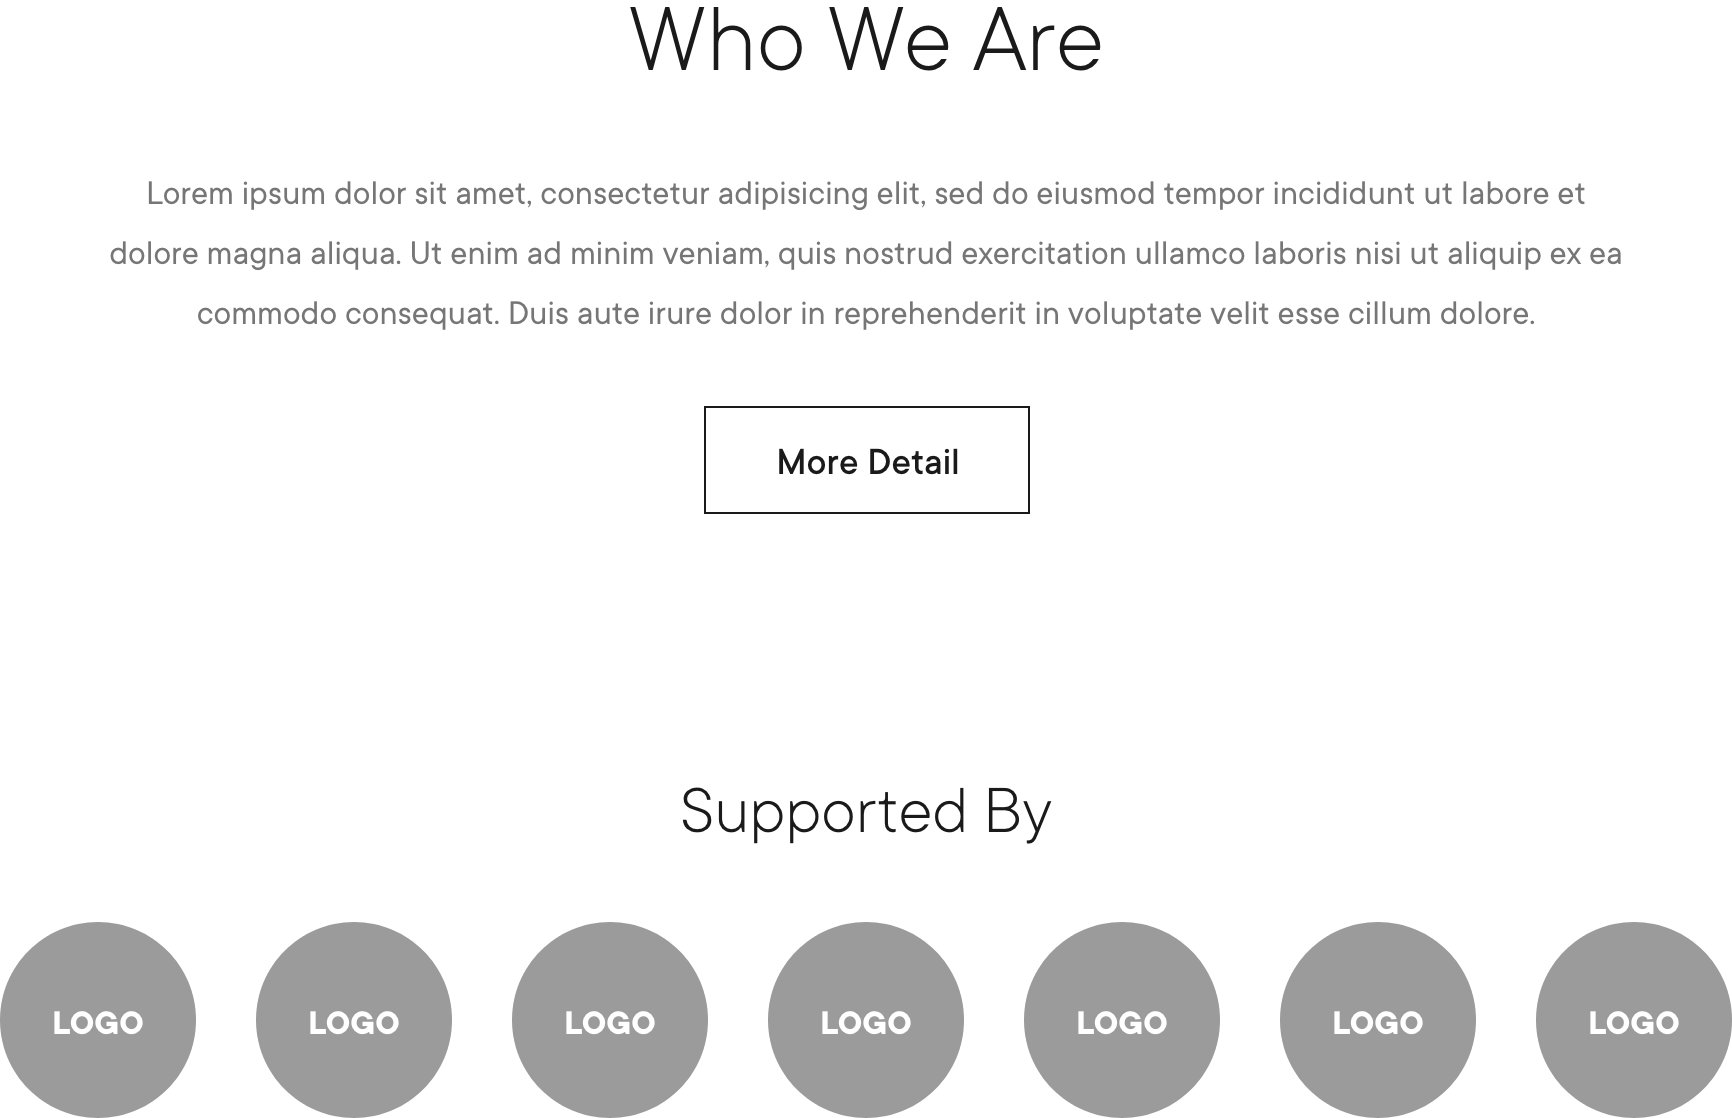 Who We Are
Lorem ipsum dolor sit amet, consectetur adipisicing elit, sed do eiusmod tempor incididunt ut labore et
dolore magna aliqua. Ut enim ad minim veniam, quis nostrud exercitation ullamco laboris nisi ut aliquip ex ea
commodo consequat. Duis aute irure dolor in reprehenderit in voluptate velit esse cillum dolore.
More Detail
Supported By
LOGO LOGO LOGO LOGO LOGO LOGO LOGO